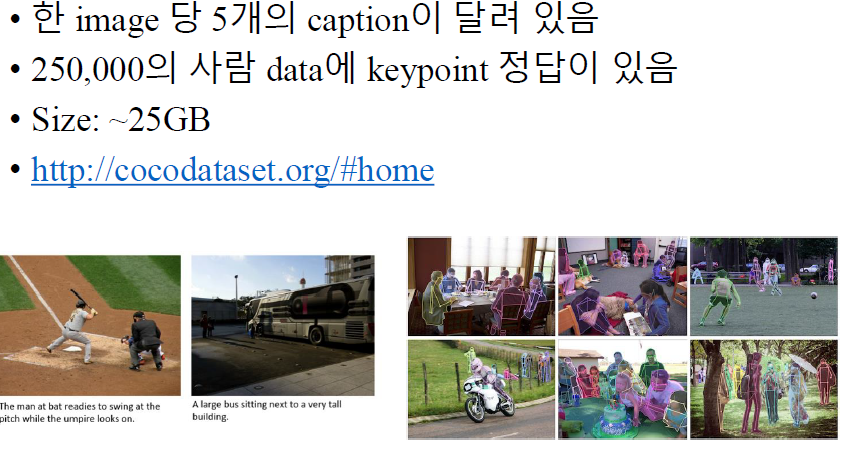 • 한 image 당 5개의 caption이 달려 있음
• 250,000의 사람 data에 keypoint 정답이 있음
• Size: ~25GB
• http://cocodataset.org/#home
The man at bat readies to swing at the
pitch while the umpire looks on.
A large bus sitting next to a very tall
building.